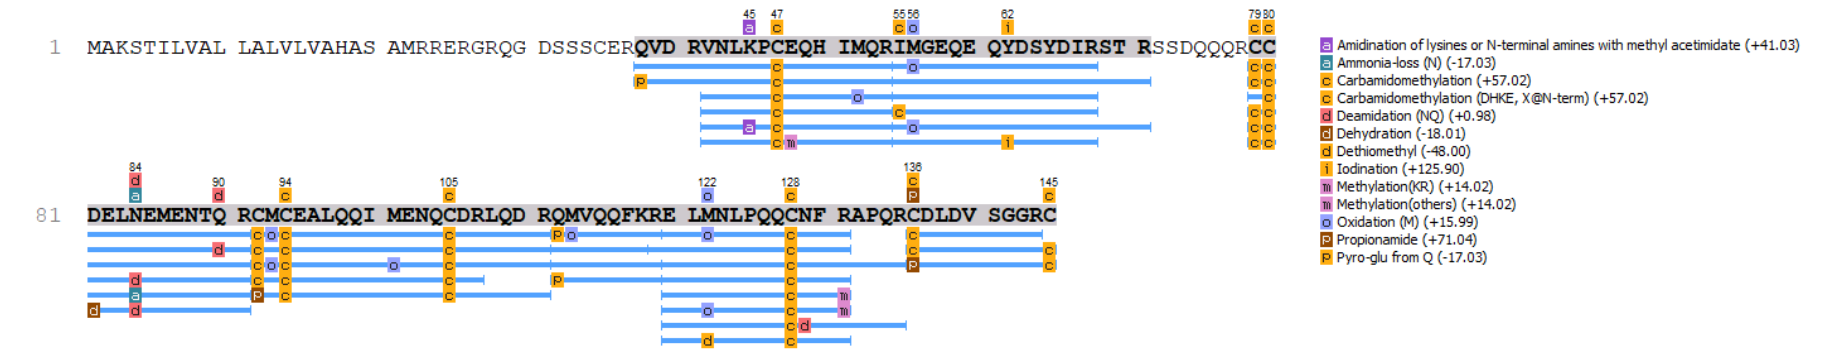 45 47 55 56 62 79 80
a c c o i c c
1 MAKSTILVAL LALVLVAHAS AMRRERGRQG DSSSCERQVD RVNLKPCEQH IMQRIMGEQE QYDSYDIRST RSSDQQQRCC
c o c c
p c c c
c o c
c c c c
a c o c c
c m i c c
84 90 94 105 122 128 136 145
d c
a d c c o c p c
81 DELNEMENTQ RCMCEALQQI MENQCDRLQD RQMVQQFKRE LMNLPQQCNF RAPQRCDLDV SGGRC
c o c c p o o c c
d c c c c c c
c o c o c c p c
d c c c p c
a p c c c m
d d o c m
c d
d c
a Amidination of lysines or N-terminal amines with methyl acetimidate (+41.03)
a Ammonia-loss (N) (-17.03)
c Carbamidomethylation (+57.02)
c Carbamidomethylation (DHKE, X@N-term) (+57.02)
d Deamidation (NQ) (+0.98)
d Dehydration (-18.01)
d Dethiomethyl (-48.00)
i Iodination (+125.90)
m Methylation(KR) (+14.02)
m Methylation(others) (+14.02)
o Oxidation (M) (+15.99)
p Propionamide (+71.04)
p Pyro-glu from Q (-17.03)